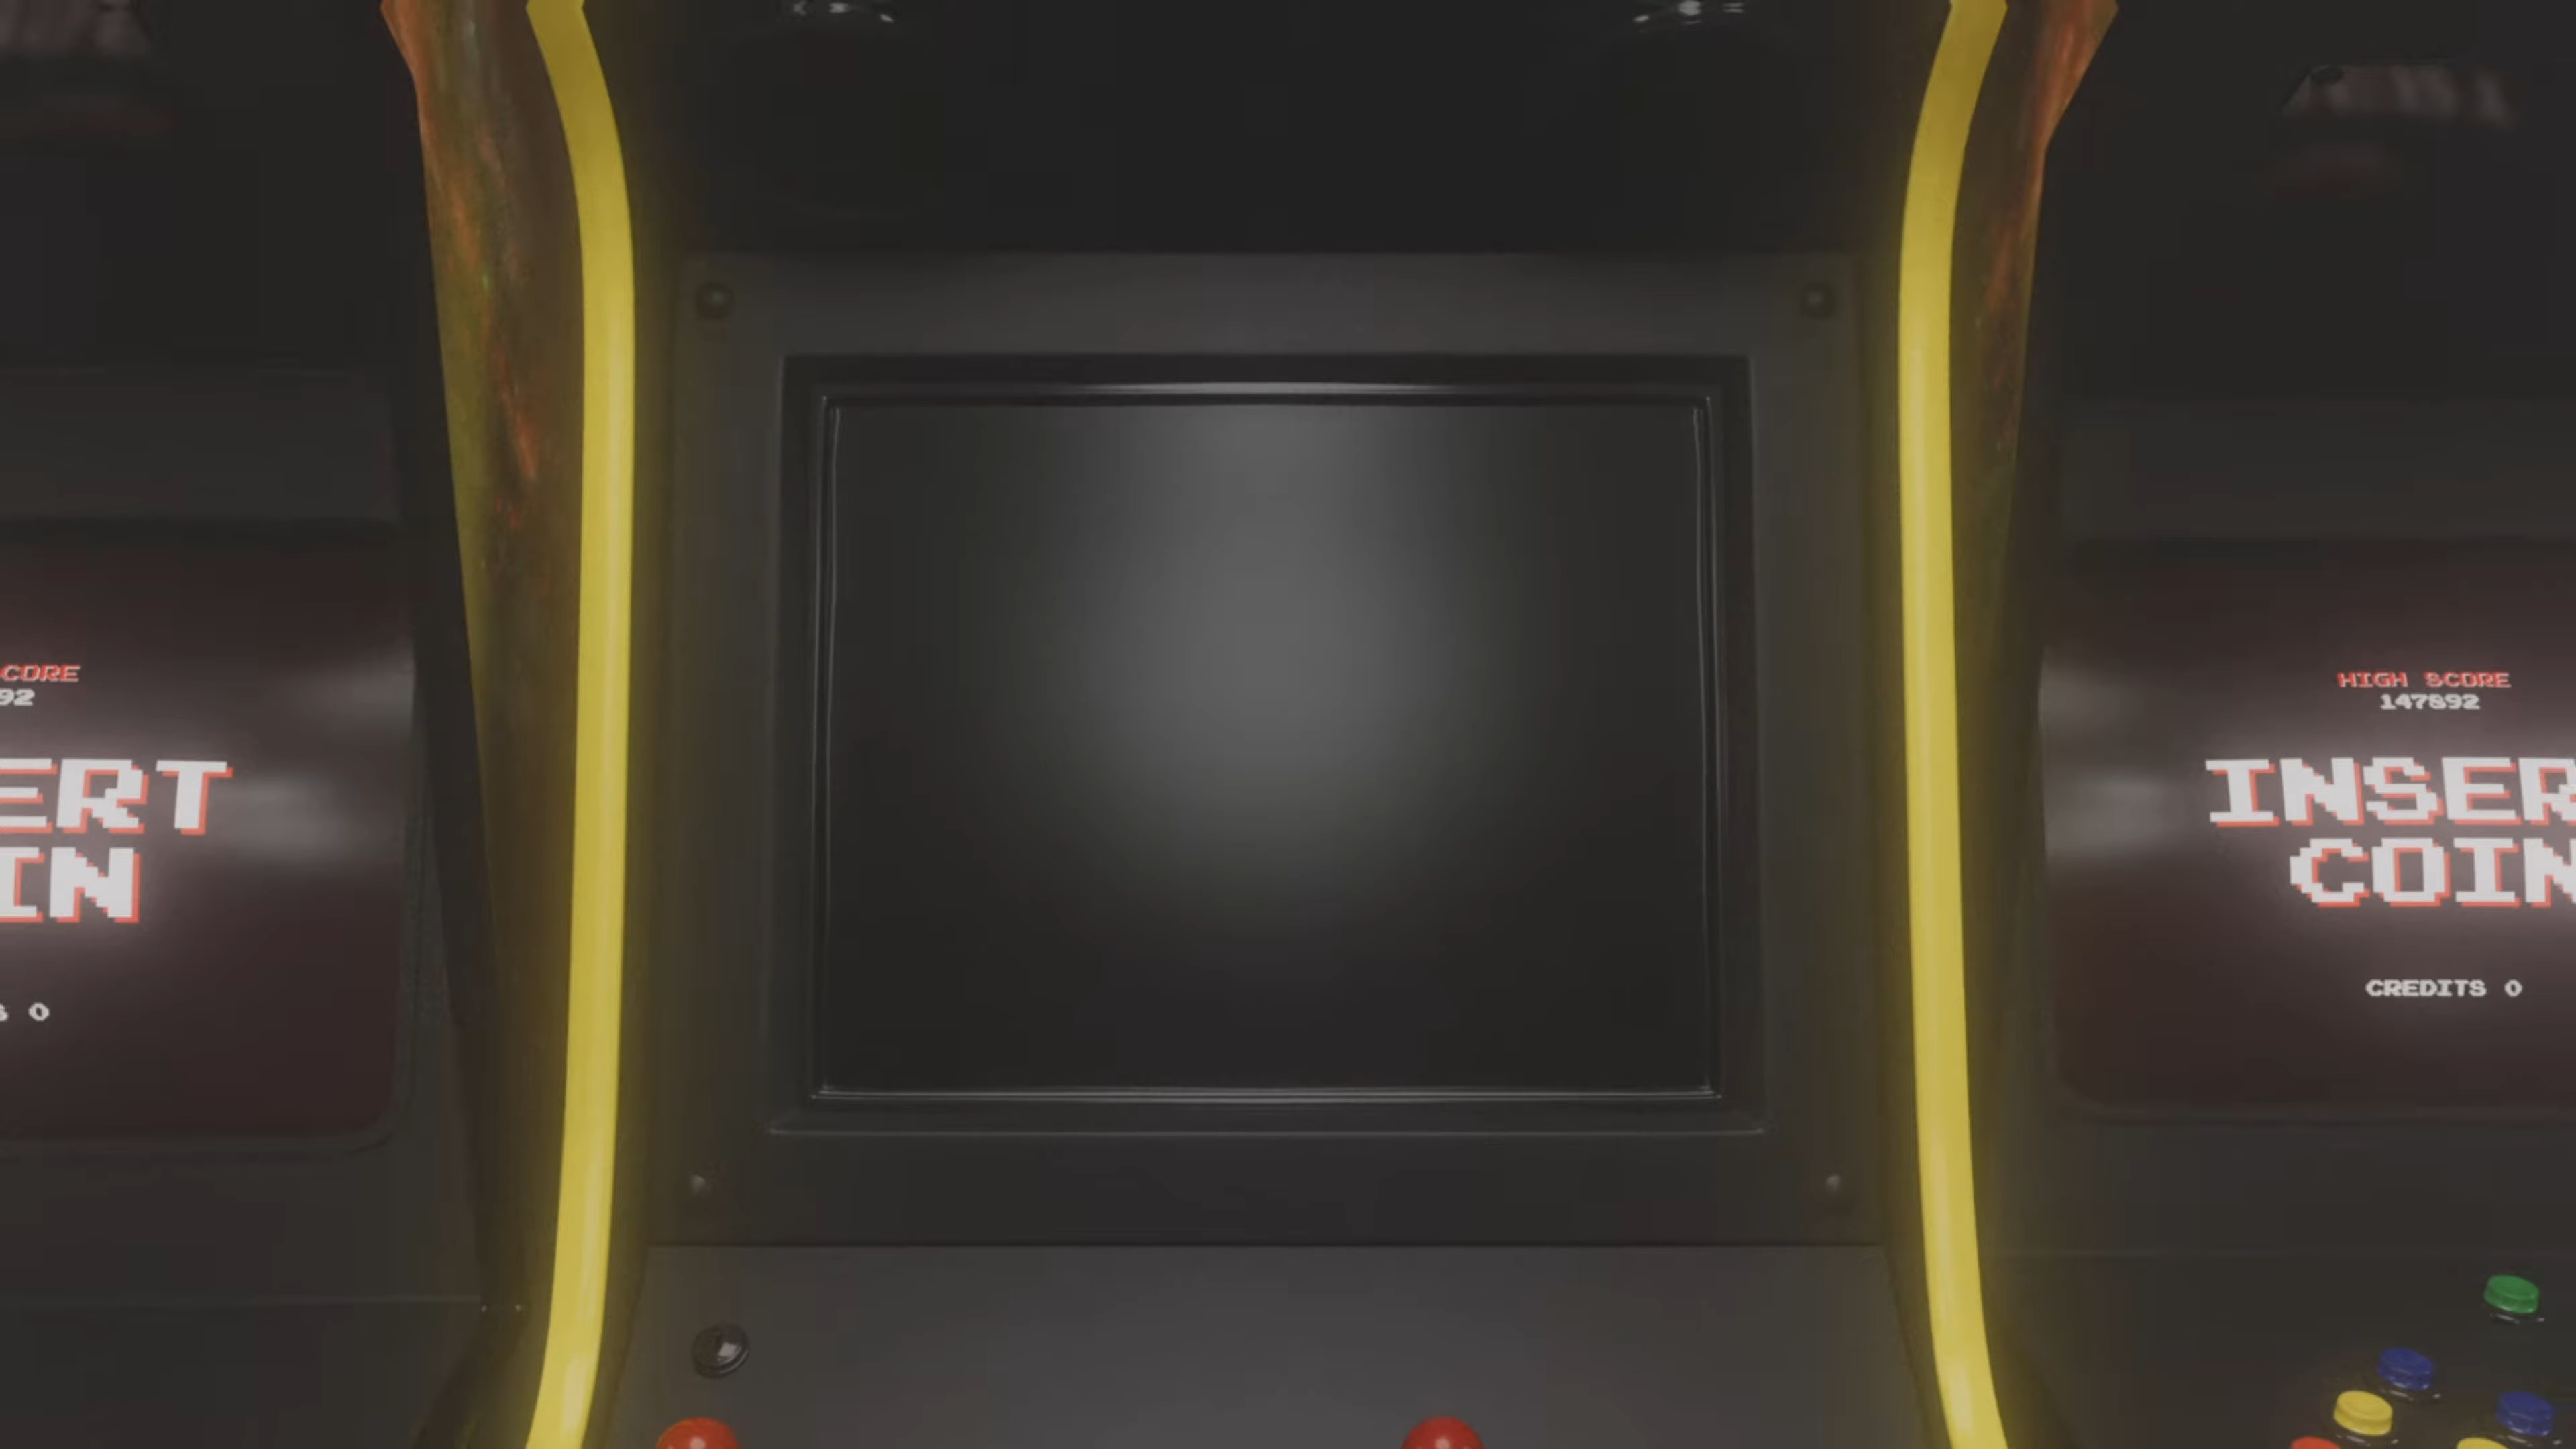 CORE
92
ERT
IN
S 0
HIGH SCORE
147892
INSER
COIN
CREDITS 0